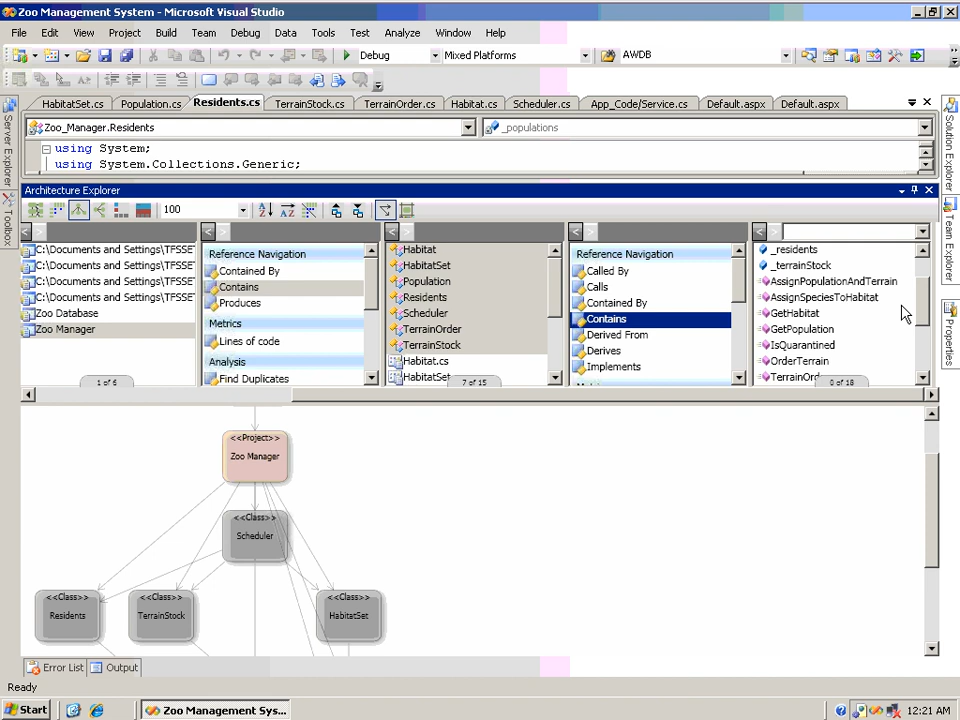 Zoo Management System - Microsoft Visual Studio
File Edit View Project Build Team Debug Data Tools Test Analyze Window Help
Debug Mixed Platforms AWDB
HabitatSet.cs Population.cs Residents.cs TerrainStock.cs TerrainOrder.cs Habitat.cs Scheduler.cs App_Code/Service.cs Default.aspx Default.aspx
Zoo_Manager.Residents _populations
using System;
using System.Collections.Generic;
Server Explorer
Toolbox
Solution Explorer
Team Explorer
Properties
Architecture Explorer
100
C:\Documents and Settings\TFSSET
C:\Documents and Settings\TFSSET
C:\Documents and Settings\TFSSET
C:\Documents and Settings\TFSSET
Zoo Database
Zoo Manager
1 of 6
Reference Navigation
Contained By
Contains
Produces
Metrics
Lines of code
Analysis
Find Duplicates
Habitat
HabitatSet
Population
Residents
Scheduler
TerrainOrder
TerrainStock
Habitat.cs
HabitatSet
7 of 15
Reference Navigation
Called By
Calls
Contained By
Contains
Derived From
Derives
Implements
_residents
_terrainStock
AssignPopulationAndTerrain
AssignSpeciesToHabitat
GetHabitat
GetPopulation
IsQuarantined
OrderTerrain
TerrainOrd
0 of 18
<<Project>>
Zoo Manager
<<Class>>
Scheduler
<<Class>> <<Class>> <<Class>>
Residents TerrainStock HabitatSet
Error List Output
Ready
Start Zoo Management Sys... 12:21 AM